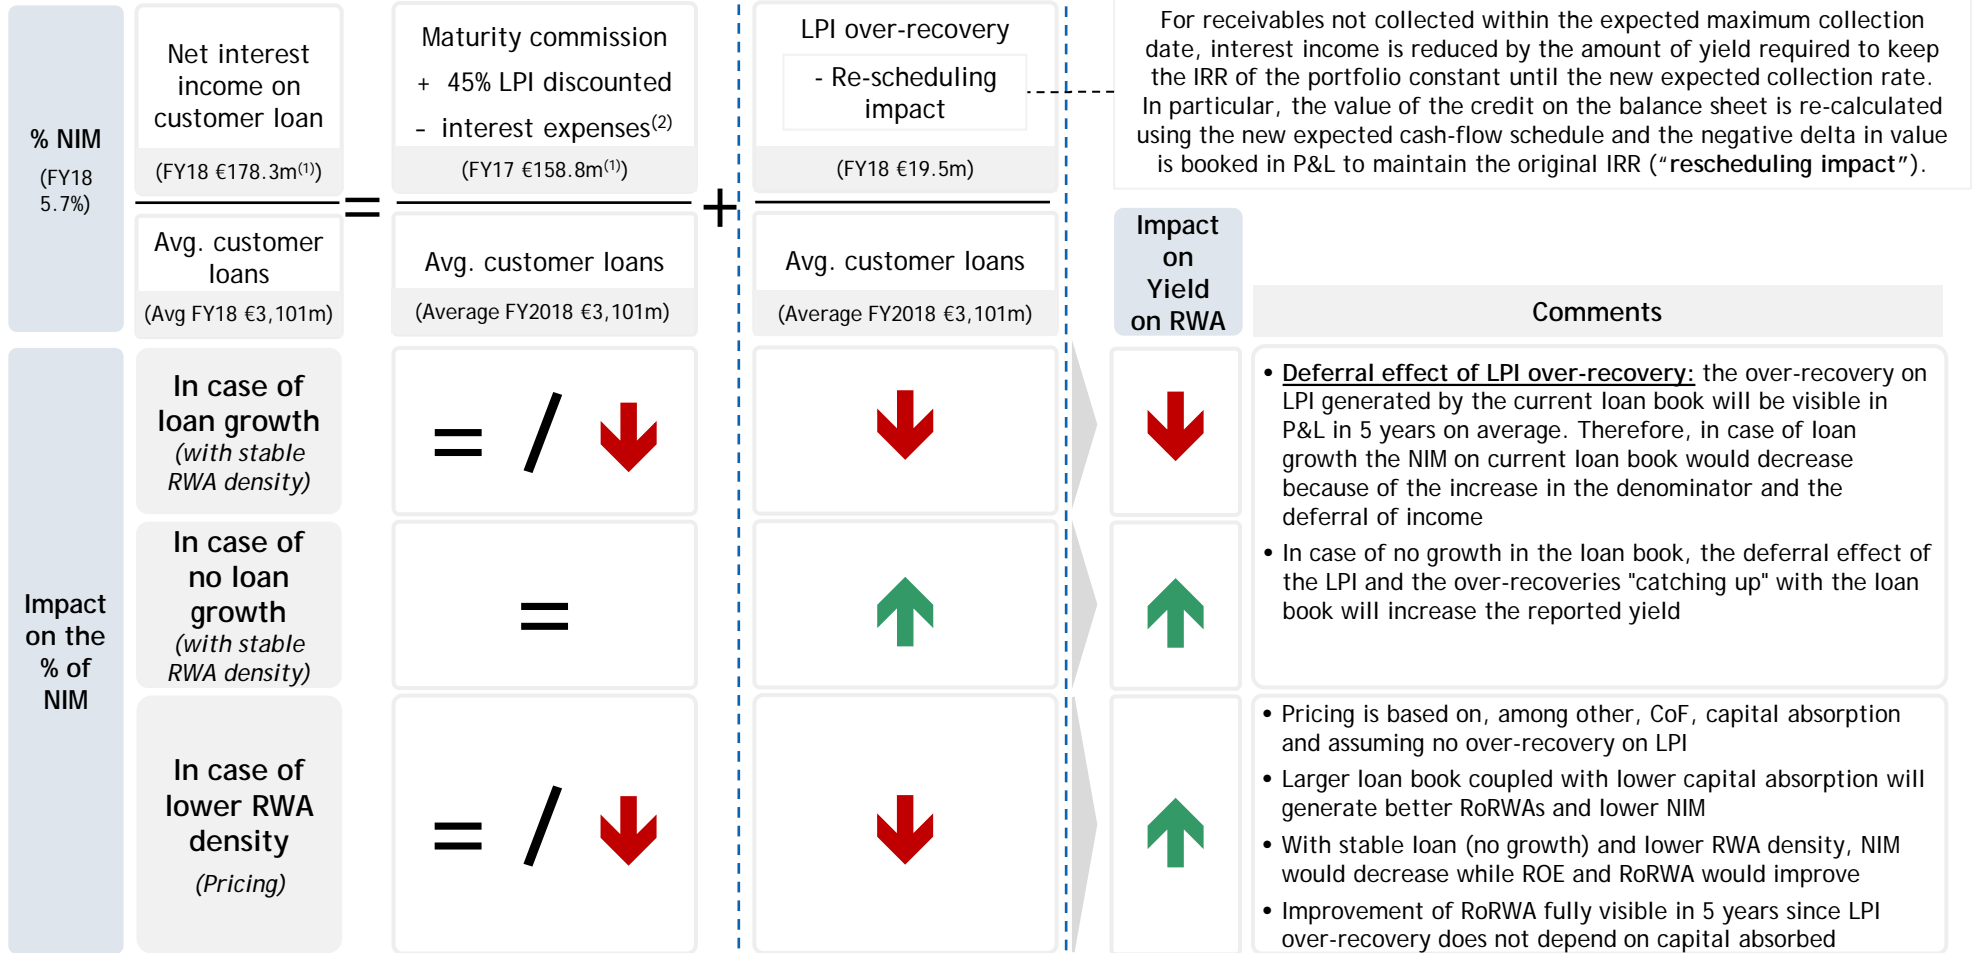 % NIM
(FY18
5.7%)
Net interest
income on
customer loan
(FY18 €178.3m(1))
Avg. customer
loans
(Avg FY18 €3,101m)
=
Maturity commission
+ 45% LPI discounted
- interest expenses(2)
(FY17 €158.8m(1))
Avg. customer loans
(Average FY2018 €3,101m)
+
LPI over-recovery
- Re-scheduling
impact
(FY18 €19.5m)
Avg. customer loans
(Average FY2018 €3,101m)
For receivables not collected within the expected maximum collection
date, interest income is reduced by the amount of yield required to keep
the IRR of the portfolio constant until the new expected collection rate.
In particular, the value of the credit on the balance sheet is re-calculated
using the new expected cash-flow schedule and the negative delta in value
is booked in P&L to maintain the original IRR (“rescheduling impact”).
Impact
on
Yield
on RWA
Comments
Impact
on the
% of
NIM
In case of
loan growth
(with stable
RWA density)
= /
• Deferral effect of LPI over-recovery: the over-recovery on
LPI generated by the current loan book will be visible in
P&L in 5 years on average. Therefore, in case of loan
growth the NIM on current loan book would decrease
because of the increase in the denominator and the
deferral of income
• In case of no growth in the loan book, the deferral effect of
the LPI and the over-recoveries "catching up" with the loan
book will increase the reported yield
In case of
no loan
growth
(with stable
RWA density)
=
In case of
lower RWA
density
(Pricing)
= /
• Pricing is based on, among other, CoF, capital absorption
and assuming no over-recovery on LPI
• Larger loan book coupled with lower capital absorption will
generate better RoRWAs and lower NIM
• With stable loan (no growth) and lower RWA density, NIM
would decrease while ROE and RoRWA would improve
• Improvement of RoRWA fully visible in 5 years since LPI
over-recovery does not depend on capital absorbed